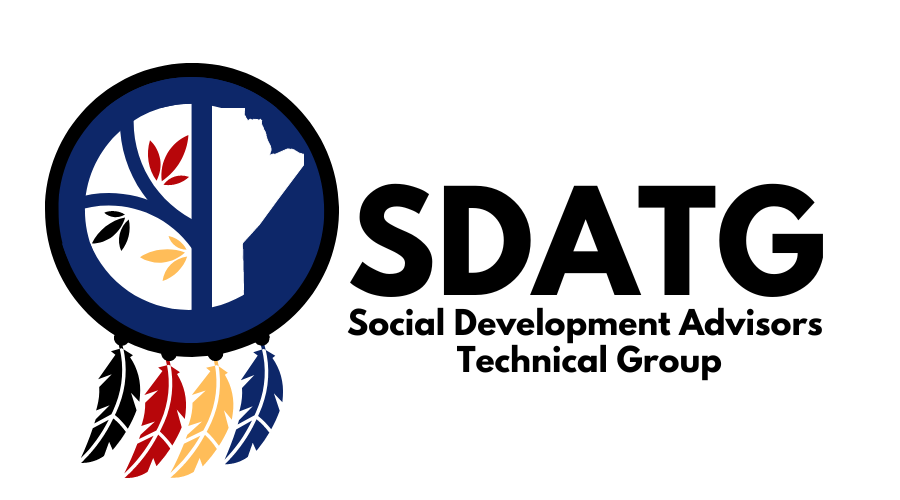 SDATG
Social Development Advisors
Technical Group